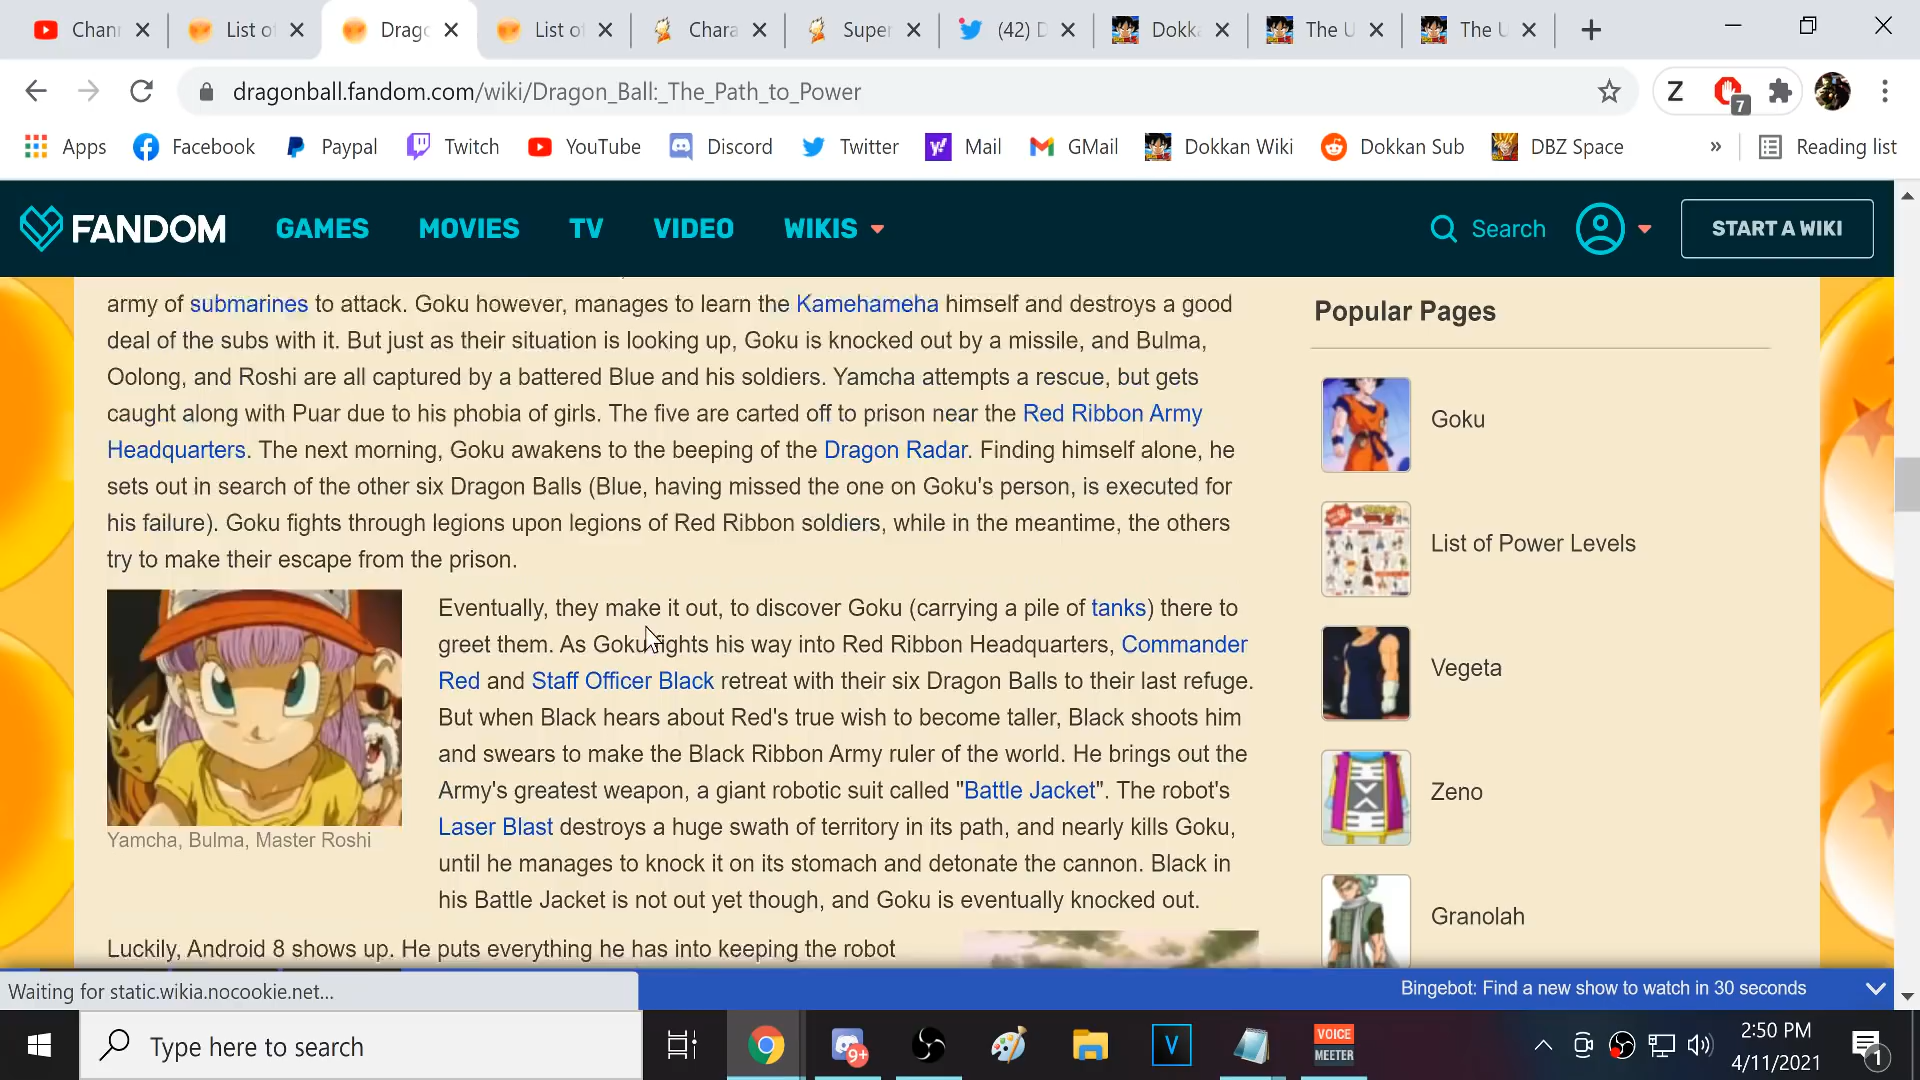 Chann
List of
Drago
List of
Chara
Super
(42) D
Dokka
The U
The U
dragonball.fandom.com/wiki/Dragon_Ball:_The_Path_to_Power
Z
7
Apps
Facebook
Paypal
Twitch
YouTube
Discord
Twitter
Mail
GMail
Dokkan Wiki
Dokkan Sub
DBZ Space
»
Reading list
FANDOM
GAMES
MOVIES
TV
VIDEO
WIKIS
Search
START A WIKI
army of submarines to attack. Goku however, manages to learn the Kamehameha himself and destroys a good
deal of the subs with it. But just as their situation is looking up, Goku is knocked out by a missile, and Bulma,
Oolong, and Roshi are all captured by a battered Blue and his soldiers. Yamcha attempts a rescue, but gets
caught along with Puar due to his phobia of girls. The five are carted off to prison near the Red Ribbon Army
Headquarters. The next morning, Goku awakens to the beeping of the Dragon Radar. Finding himself alone, he
sets out in search of the other six Dragon Balls (Blue, having missed the one on Goku's person, is executed for
his failure). Goku fights through legions upon legions of Red Ribbon soldiers, while in the meantime, the others
try to make their escape from the prison.
Eventually, they make it out, to discover Goku (carrying a pile of tanks) there to
greet them. As Goku fights his way into Red Ribbon Headquarters, Commander
Red and Staff Officer Black retreat with their six Dragon Balls to their last refuge.
But when Black hears about Red's true wish to become taller, Black shoots him
and swears to make the Black Ribbon Army ruler of the world. He brings out the
Army's greatest weapon, a giant robotic suit called "Battle Jacket". The robot's
Laser Blast destroys a huge swath of territory in its path, and nearly kills Goku,
until he manages to knock it on its stomach and detonate the cannon. Black in
his Battle Jacket is not out yet though, and Goku is eventually knocked out.
Yamcha, Bulma, Master Roshi
Luckily, Android 8 shows up. He puts everything he has into keeping the robot
Popular Pages
Goku
List of Power Levels
Vegeta
Zeno
Granolah
Waiting for static.wikia.nocookie.net...
Bingebot: Find a new show to watch in 30 seconds
Type here to search
9+
V
VOICE
MEETER
2:50 PM
4/11/2021
1